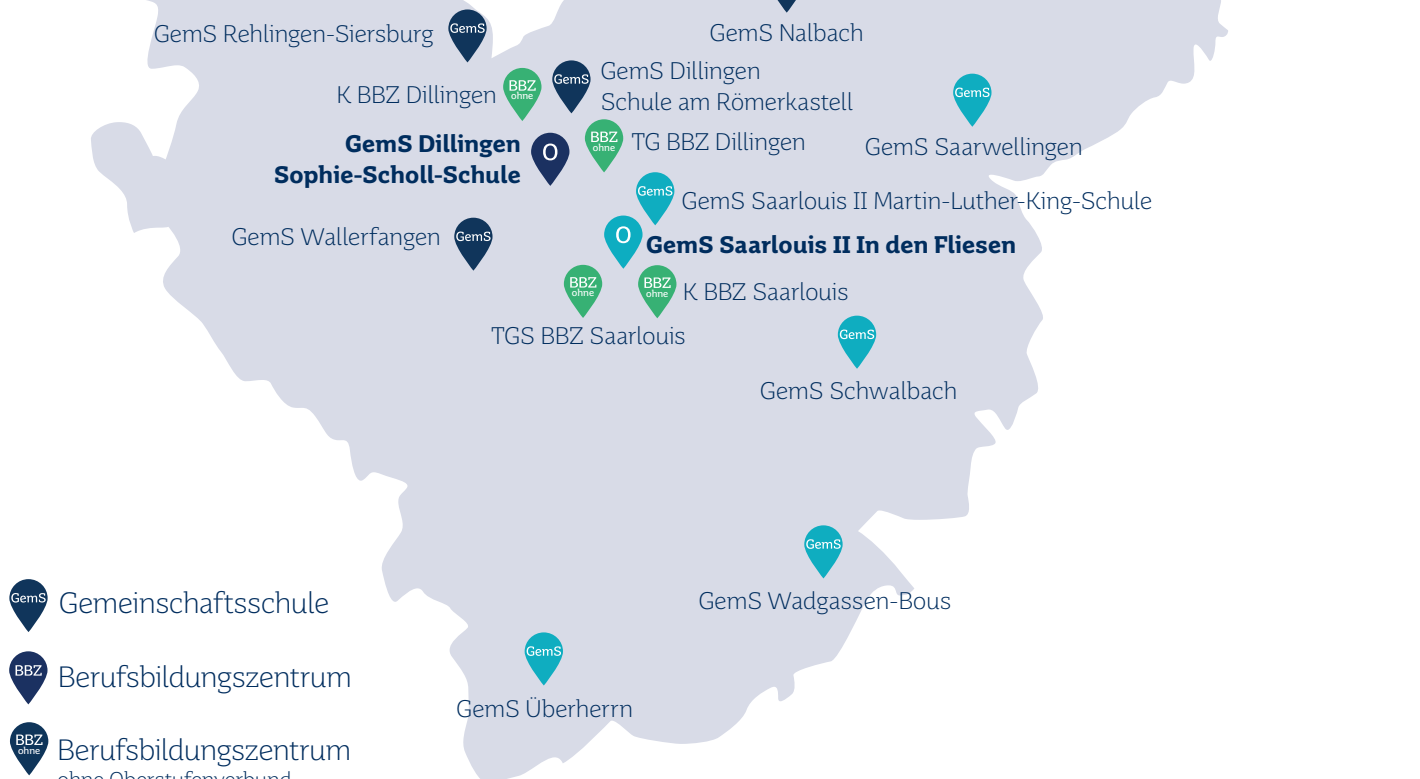 GemS Rehlingen-Siersburg
GemS
GemS Nalbach
K BBZ Dillingen
BBZ
ohne
GemS
GemS Dillingen
Schule am Römerkastell
GemS
GemS Saarwellingen
GemS Dillingen
Sophie-Scholl-Schule
O
BBZ
ohne
TG BBZ Dillingen
GemS
GemS Saarlouis II Martin-Luther-King-Schule
GemS Wallerfangen
GemS
O
GemS Saarlouis II In den Fliesen
BBZ
ohne
TGS BBZ Saarlouis
BBZ
ohne
K BBZ Saarlouis
GemS
GemS Schwalbach
GemS
GemS Wadgassen-Bous
GemS
GemS Überherrn
GemS
Gemeinschaftsschule
BBZ
Berufsbildungszentrum
BBZ
ohne
Berufsbildungszentrum
ohne Oberstufenverbund